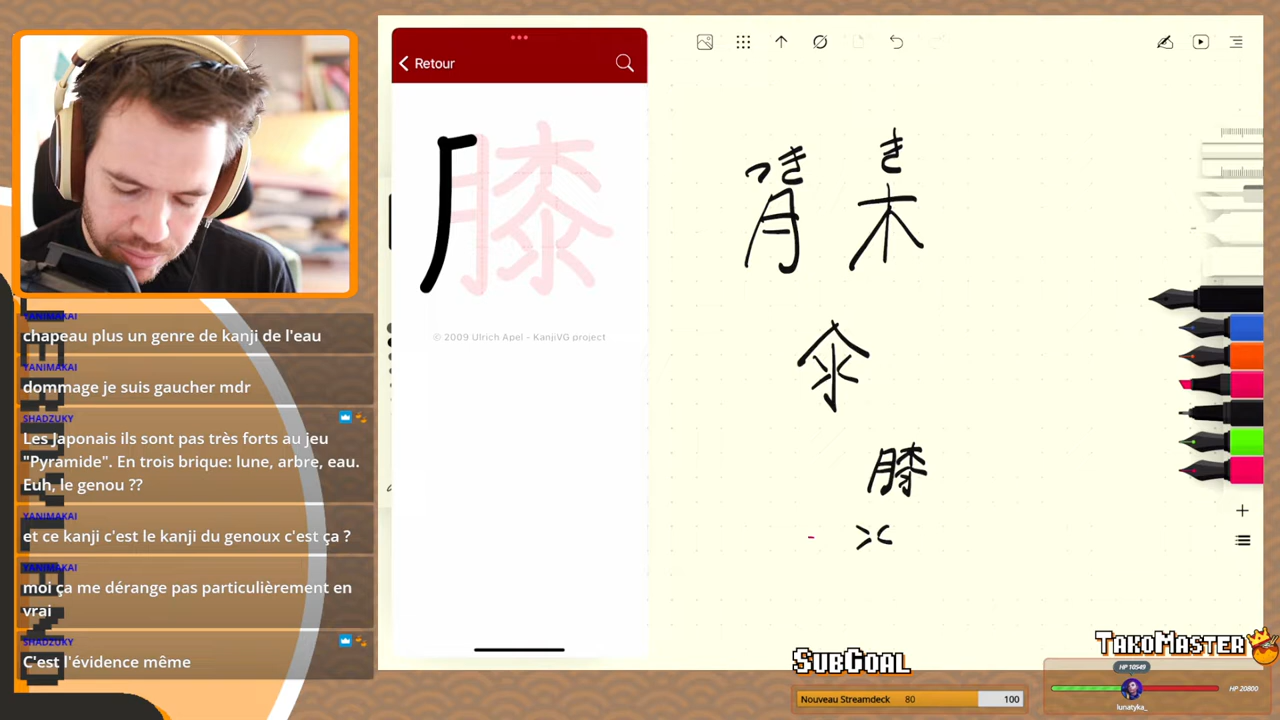 Retour
膝
© 2009 Ulrich Apel - KanjiVG project
つき き
月 木
膝
YANIMAKAI
chapeau plus un genre de kanji de l'eau
YANIMAKAI
dommage je suis gaucher mdr
SHADZUKY
Les Japonais ils sont pas très forts au jeu
"Pyramide". En trois brique: lune, arbre, eau.
Euh, le genou ??
YANIMAKAI
et ce kanji c'est le kanji du genoux c'est ça ?
YANIMAKAI
moi ça me dérange pas particulièrement en
vrai
SHADZUKY
C'est l'évidence même
SUBGOAL
Nouveau Streamdeck 80 100
TAKOMASTER
HP 10549
HP 20800
lunatyka_